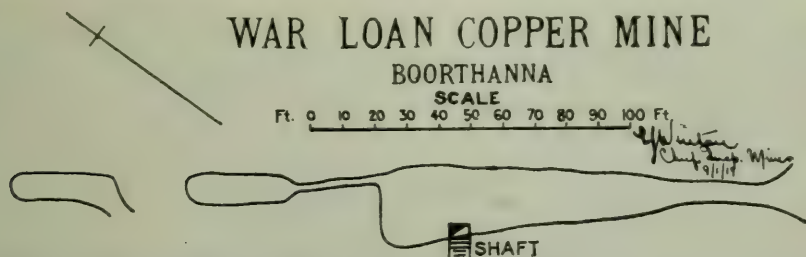 WAR LOAN COPPER MINE
BOORTHANNA
SCALE
Ft. 0 10 20 30 40 50 60 70 80 90 100 Ft.
Chief Insp. Mines
SHAFT